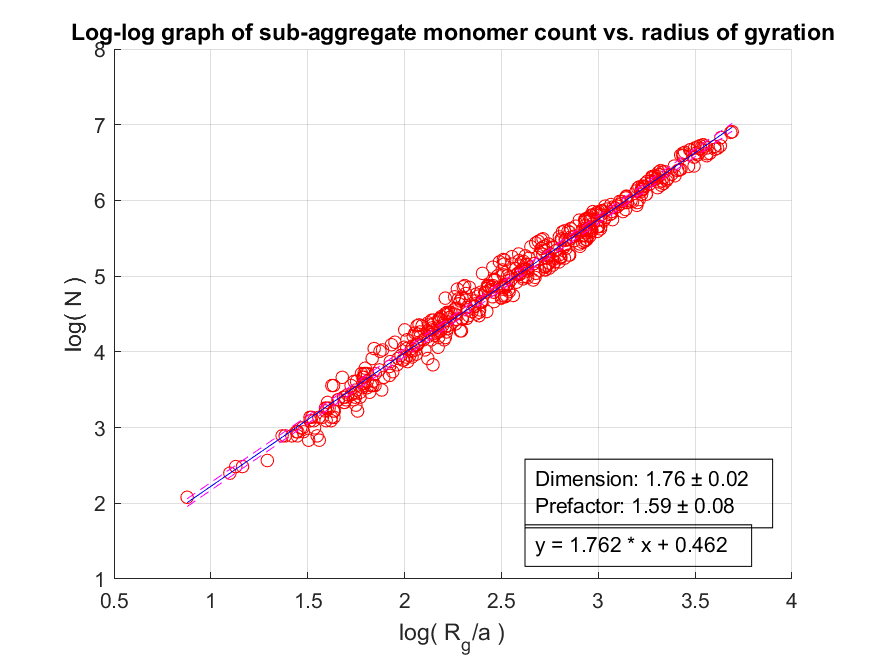 Log-log graph of sub-aggregate monomer count vs. radius of gyration
8
7
6
5
4
3
2
1
log( N )
Dimension: 1.76 ± 0.02
Prefactor: 1.59 ± 0.08
y = 1.762 * x + 0.462
0.5 1 1.5 2 2.5 3 3.5 4
log( R_g/a )